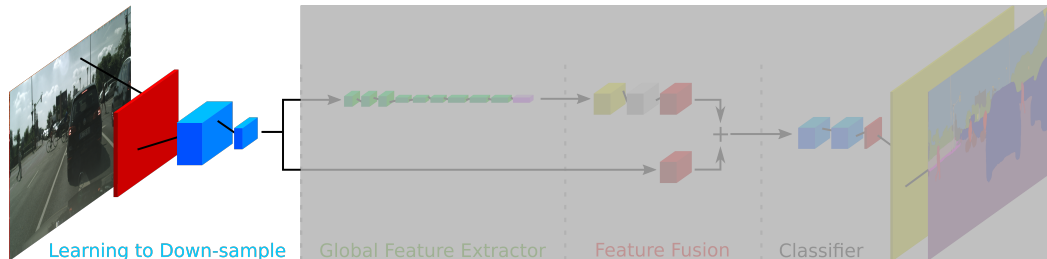 Learning to Down-sample
Global Feature Extractor
Feature Fusion
Classifier